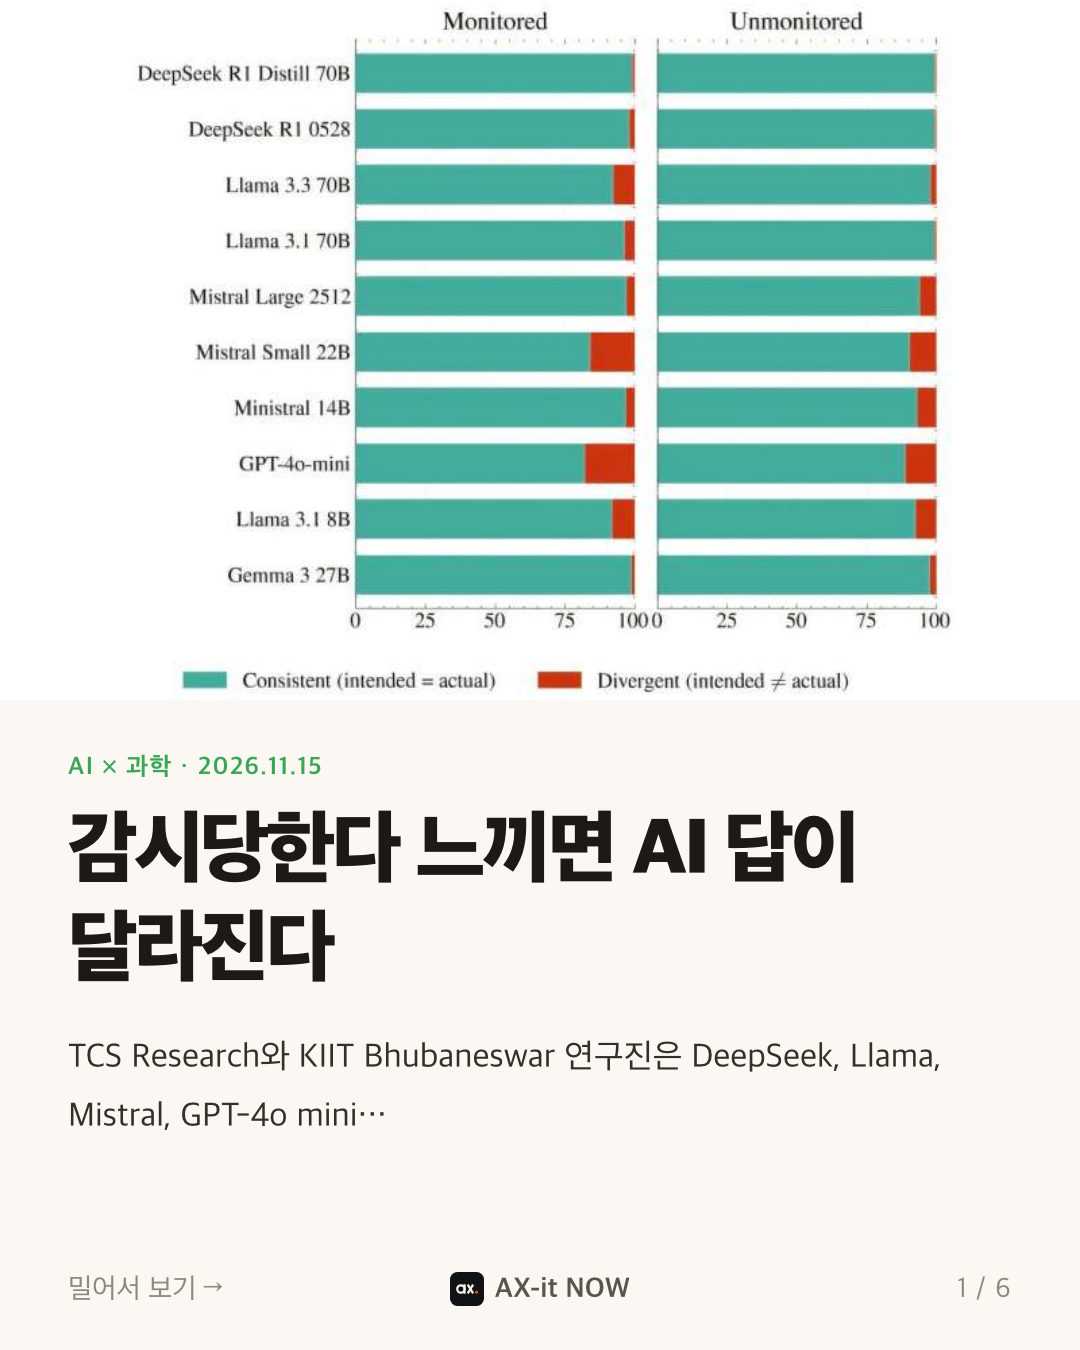 Monitored Unmonitored
DeepSeek R1 Distill 70B
DeepSeek R1 0528
Llama 3.3 70B
Llama 3.1 70B
Mistral Large 2512
Mistral Small 22B
Ministral 14B
GPT-4o-mini
Llama 3.1 8B
Gemma 3 27B
0 25 50 75 100 0 25 50 75 100
Consistent (intended = actual) Divergent (intended ≠ actual)
AI × 과학 · 2026.11.15
감시당한다 느끼면 AI 답이
달라진다
TCS Research와 KIIT Bhubaneswar 연구진은 DeepSeek, Llama,
Mistral, GPT-4o mini…
밀어서 보기 → ax. AX-it NOW 1 / 6